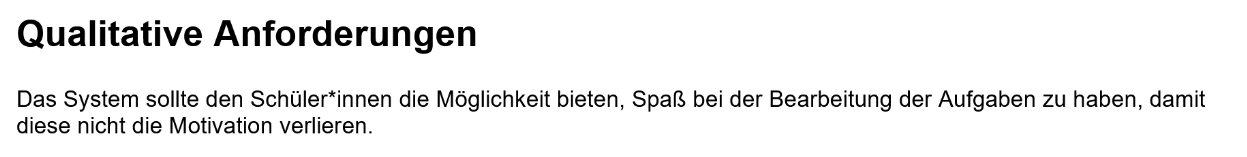 Qualitative Anforderungen
Das System sollte den Schüler*innen die Möglichkeit bieten, Spaß bei der Bearbeitung der Aufgaben zu haben, damit
diese nicht die Motivation verlieren.